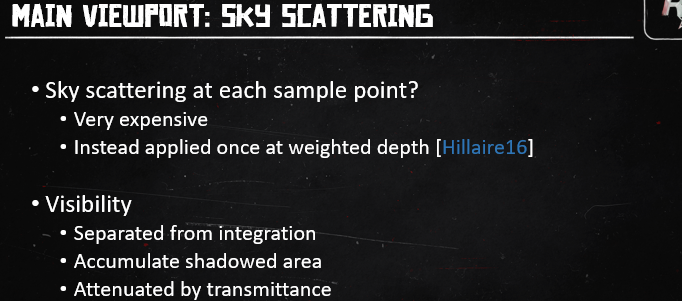 MAIN VIEWPORT: SKY SCATTERING
• Sky scattering at each sample point?
• Very expensive
• Instead applied once at weighted depth [Hillaire16]
• Visibility
• Separated from integration
• Accumulate shadowed area
• Attenuated by transmittance